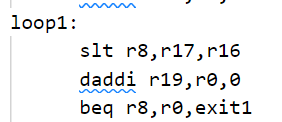 loop1:
slt r8,r17,r16
daddi r19,r0,0
beq r8,r0,exit1